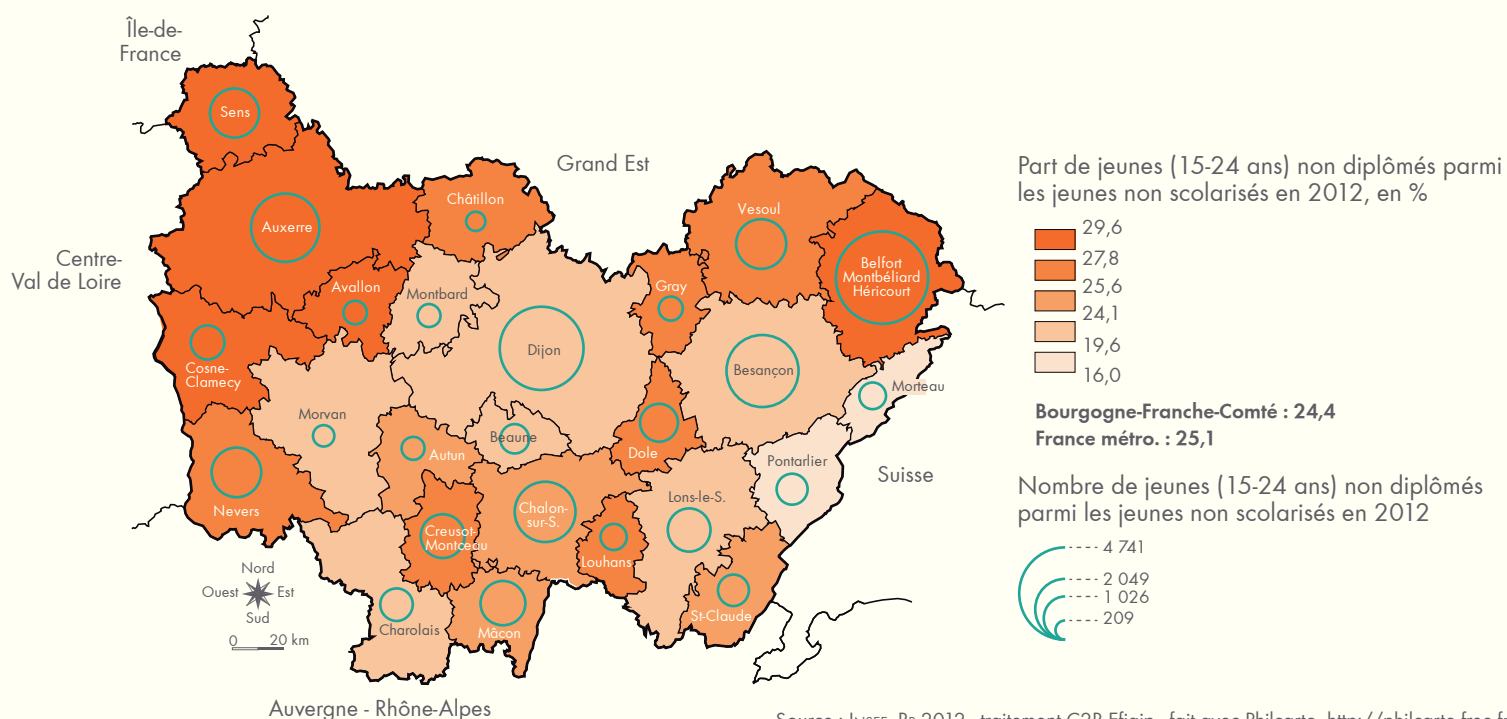 Île-de-
France
Sens
Grand Est
Châtillon
Vesoul
Auxerre
Centre-
Val de Loire
Belfort
Montbéliard
Héricourt
Avallon
Montbard
Gray
Dijon
Cosne-
Clamecy
Besançon
Morteau
Morvan
Beaune
Autun
Dole
Pontarlier
Suisse
Nevers
Chalon-
sur-S.
Lons-le-S.
Creusot-
Montceau
Louhans
St-Claude
Charolais
Mâcon
Nord
Ouest
Est
Sud
0 20 km
Auvergne - Rhône-Alpes
Part de jeunes (15-24 ans) non diplômés parmi
les jeunes non scolarisés en 2012, en %
29,6
27,8
25,6
24,1
19,6
16,0
Bourgogne-Franche-Comté : 24,4
France métro. : 25,1
Nombre de jeunes (15-24 ans) non diplômés
parmi les jeunes non scolarisés en 2012
4 741
2 049
1 026
209